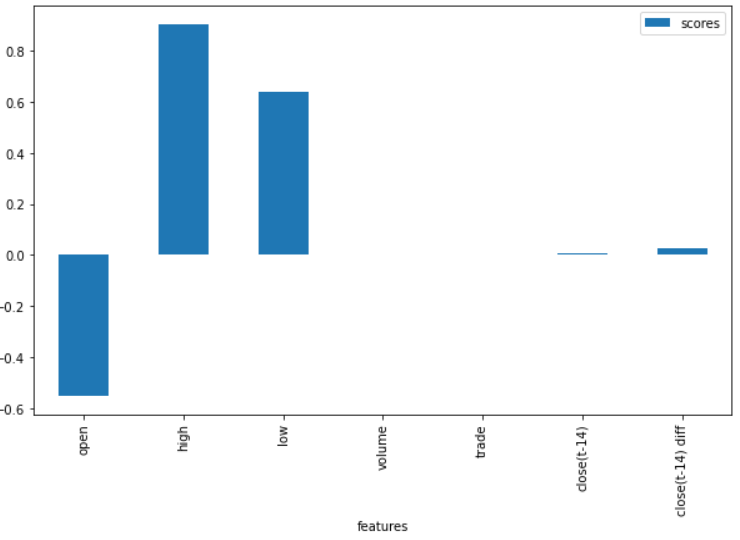 scores
0.8
0.6
0.4
0.2
0.0
-0.2
-0.4
-0.6
open
high
low
volume
trade
close(t-14)
close(t-14) diff
features